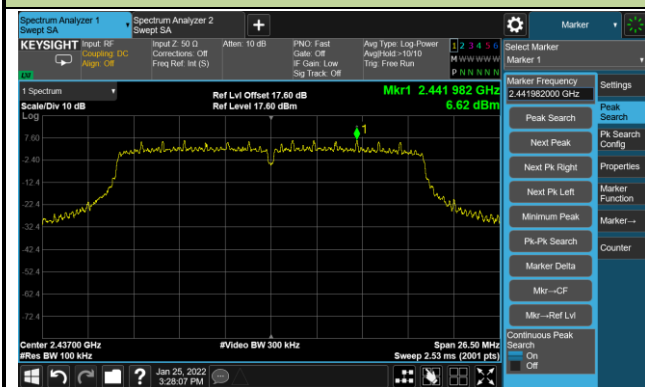 Spectrum Analyzer 1
Swept SA
Spectrum Analyzer 2
Swept SA
+
Marker
KEYSIGHT
Input: RF
Coupling: DC
Align: Off
Input Z: 50 Ω
Corrections: Off
Freq Ref: Int (S)
Atten: 10 dB
PNO: Fast
Gate: Off
IF Gain: Low
Sig Track: Off
Avg Type: Log-Power
Avg|Hold:>10/10
Trig: Free Run
1 2 3 4 5 6
M W W W W W
P N N N N N
Select Marker
Marker 1
1 Spectrum
Scale/Div 10 dB
Log
Ref Lvl Offset 17.60 dB
Ref Level 17.60 dBm
Mkr1 2.441 982 GHz
6.62 dBm
1
7.60
-2.40
-12.4
-22.4
-32.4
-42.4
-52.4
-62.4
-72.4
Center 2.43700 GHz
#Res BW 100 kHz
#Video BW 300 kHz
Span 26.50 MHz
Sweep 2.53 ms (2001 pts)
Marker Frequency
2.441982000 GHz
Peak Search
Next Peak
Next Pk Right
Next Pk Left
Minimum Peak
Pk-Pk Search
Marker Delta
Mkr→CF
Mkr→Ref Lvl
Continuous Peak
Search
On
Off
Settings
Peak
Search
Pk Search
Config
Properties
Marker
Function
Marker→
Counter
?
Jan 25, 2022
3:28:07 PM